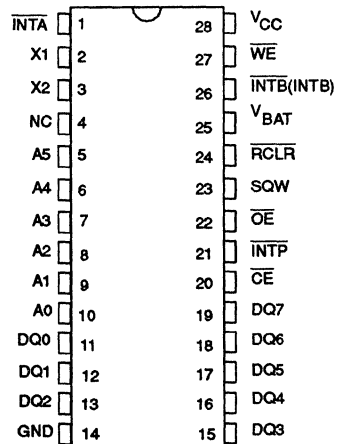 INTA 1 28 VCC
X1 2 27 WE
X2 3 26 INTB(INTB)
NC 4 25 VBAT
A5 5 24 RCLR
A4 6 23 SQW
A3 7 22 OE
A2 8 21 INTP
A1 9 20 CE
A0 10 19 DQ7
DQ0 11 18 DQ6
DQ1 12 17 DQ5
DQ2 13 16 DQ4
GND 14 15 DQ3